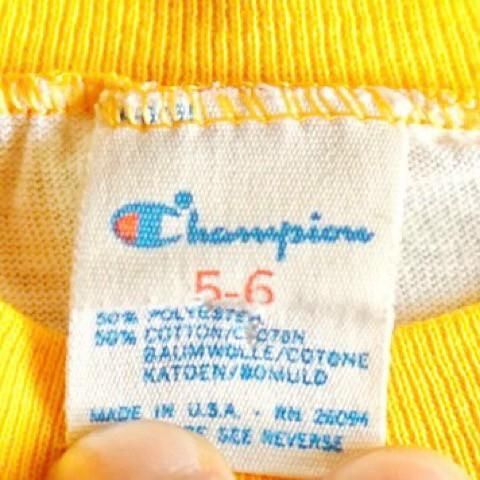 Champion
5-6
50% POLYESTER
50% COTTON/COTON
BAUMWOLLE/COTONE
KATOEN/BOMULD
MADE IN U.S.A. - RN 26094
SEE REVERSE